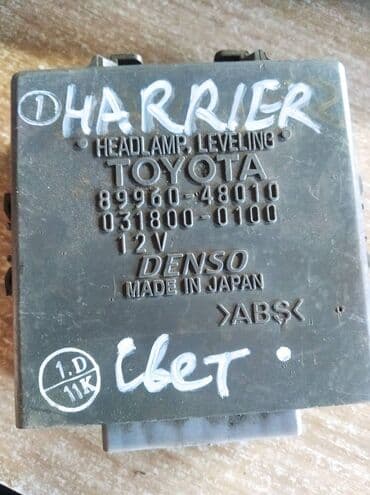 ① HARRIER
HEADLAMP, LEVELING
TOYOTA
89960-48010
031800-0100
12V
DENSO
MADE IN JAPAN
>ABS<
1.D
11K
свет.